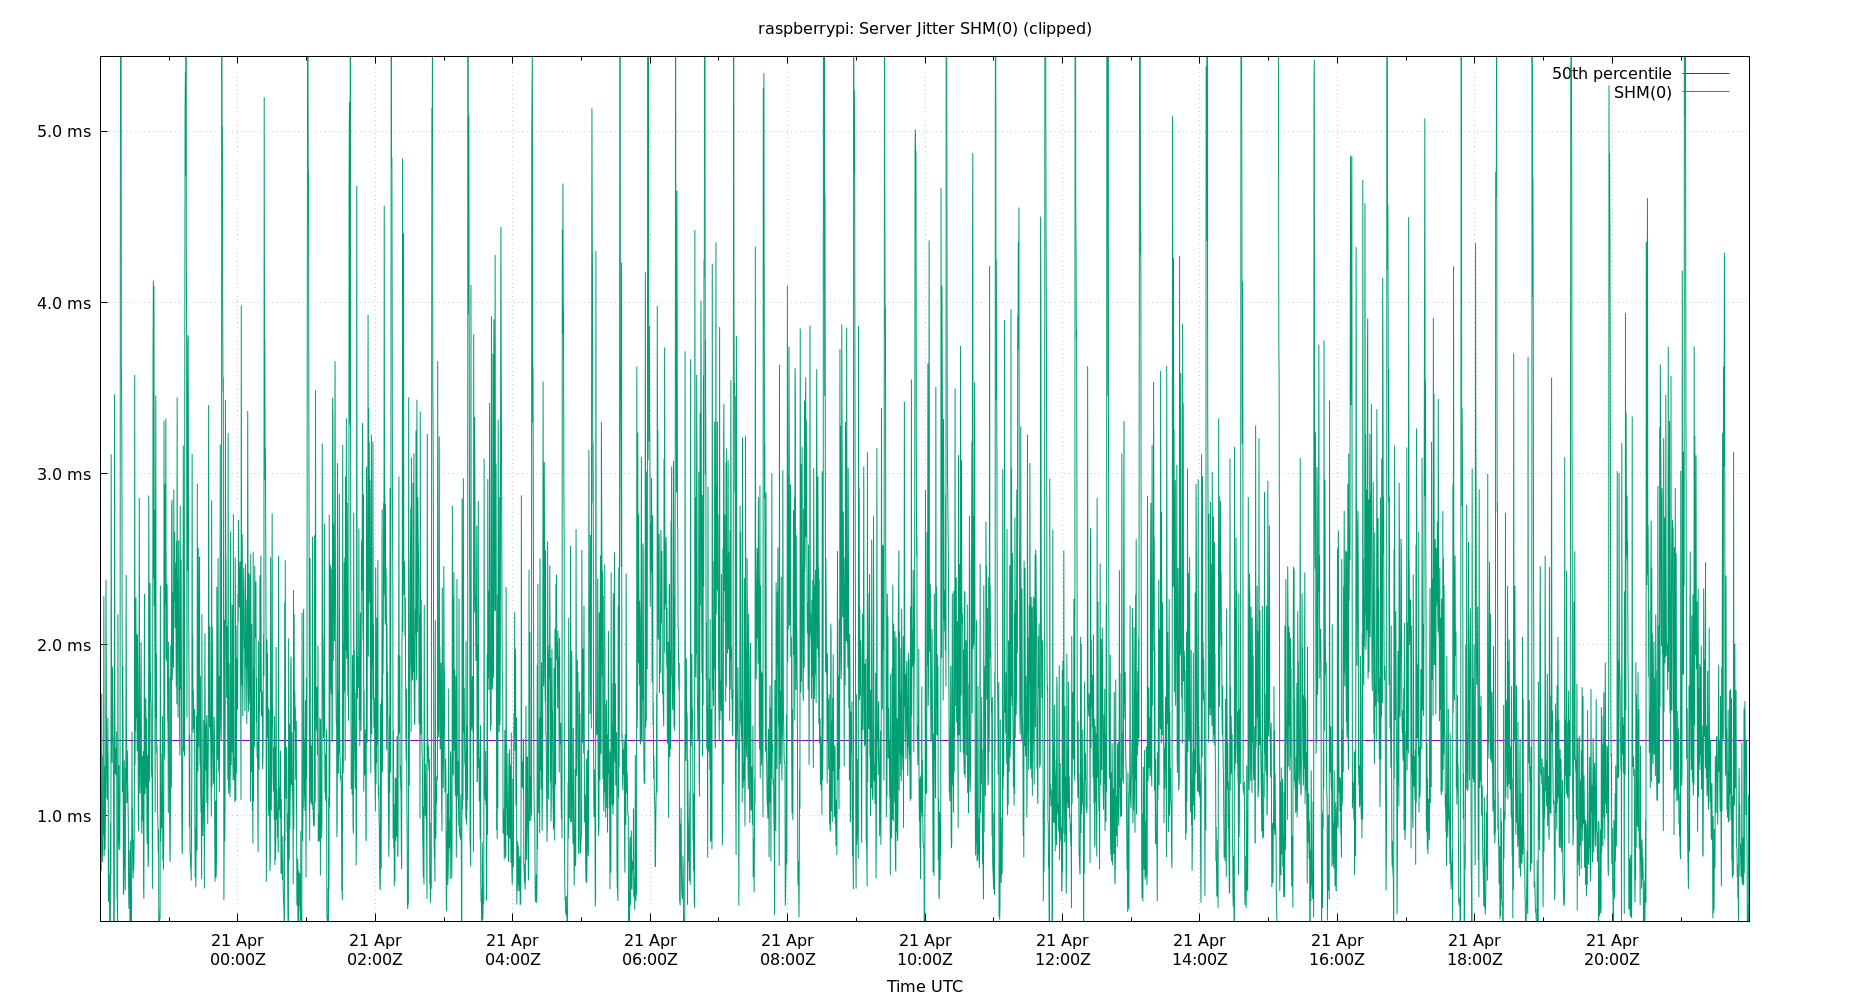 raspberrypi: Server Jitter SHM(0) (clipped)
50th percentile
SHM(0)
5.0 ms
4.0 ms
3.0 ms
2.0 ms
1.0 ms
21 Apr 21 Apr 21 Apr 21 Apr 21 Apr 21 Apr 21 Apr 21 Apr 21 Apr 21 Apr 21 Apr
00:00Z 02:00Z 04:00Z 06:00Z 08:00Z 10:00Z 12:00Z 14:00Z 16:00Z 18:00Z 20:00Z
Time UTC